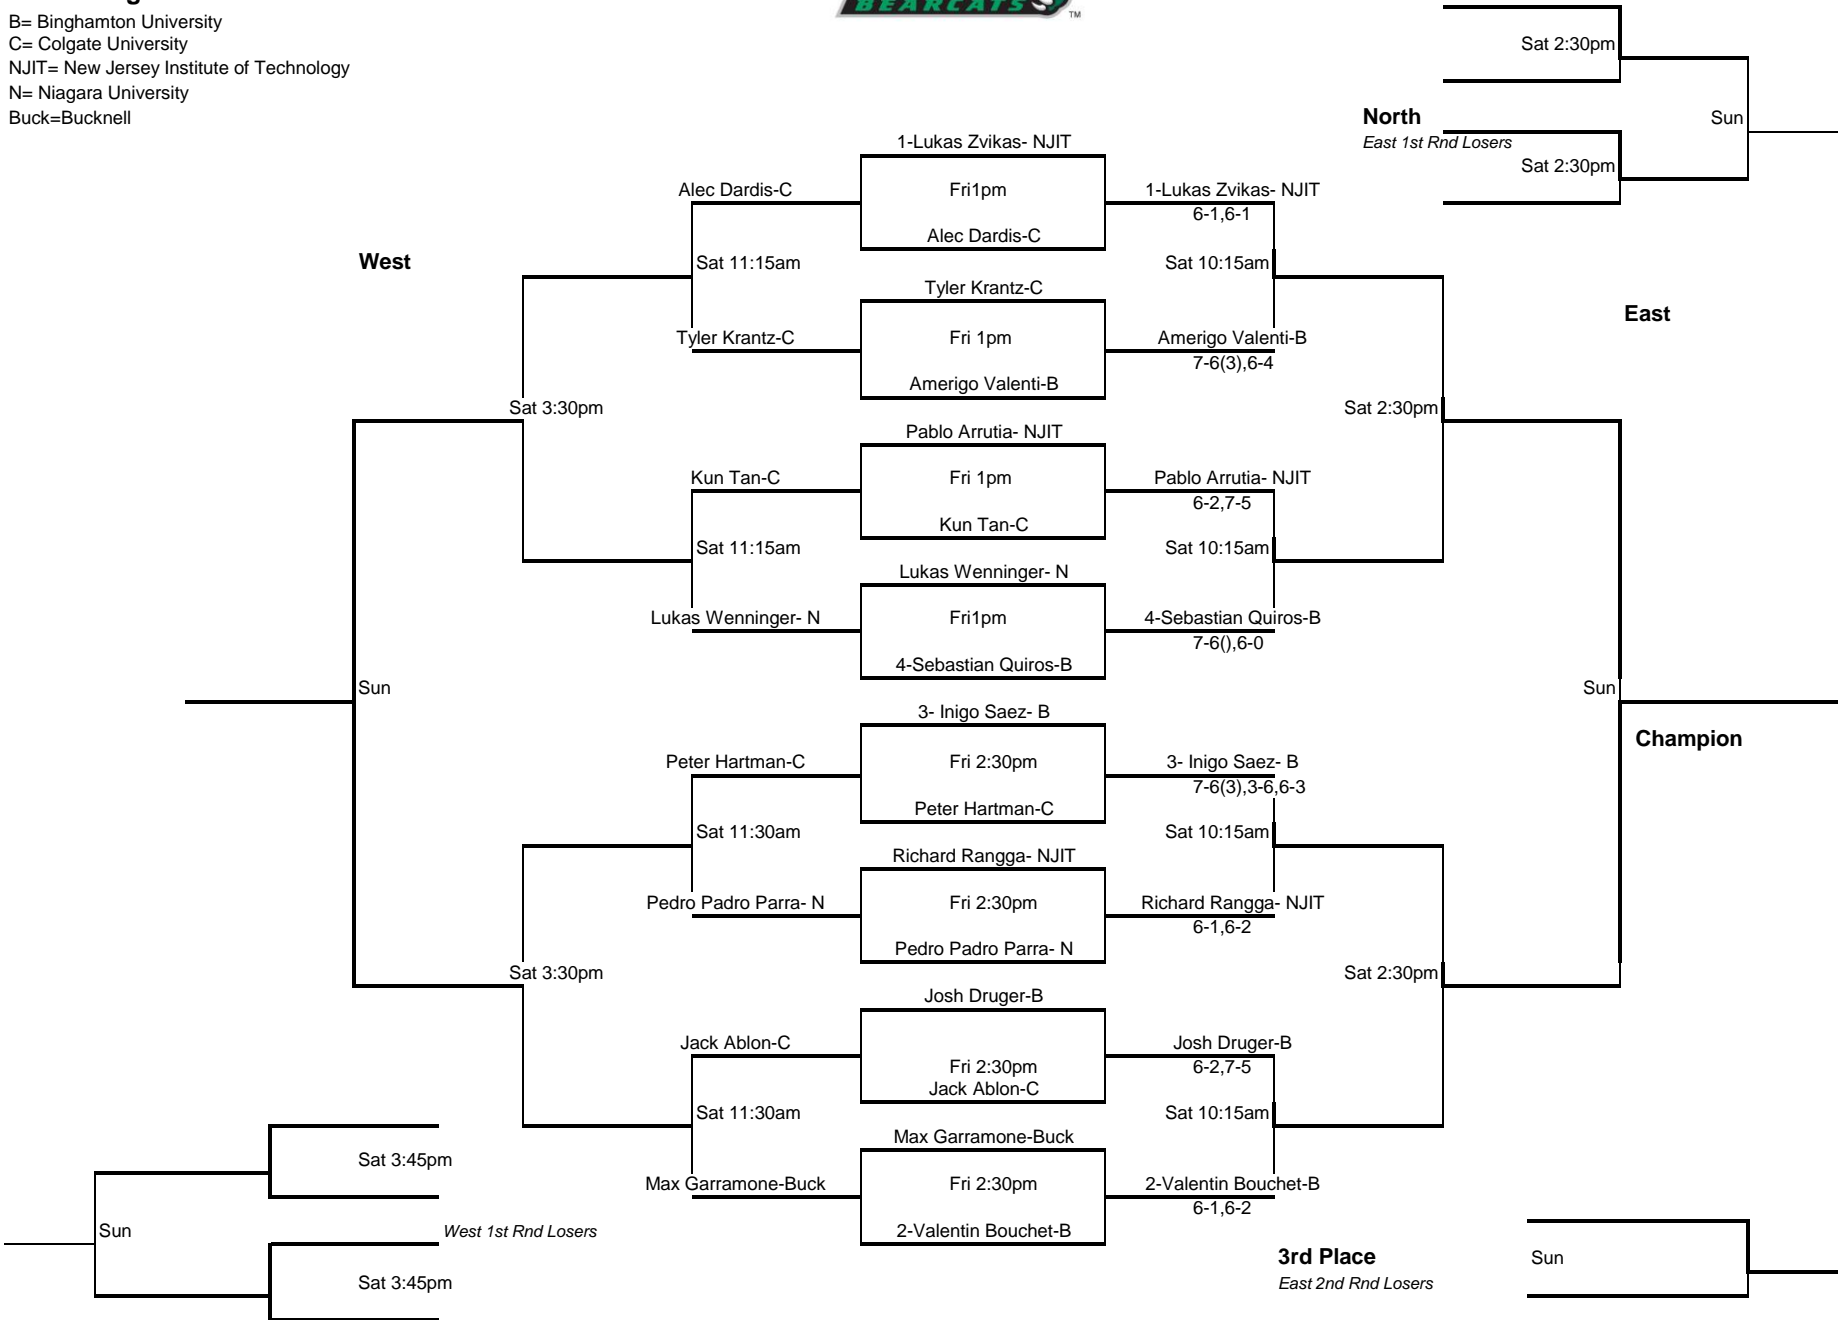 BEARCATS
TM
B= Binghamton University
C= Colgate University
NJIT= New Jersey Institute of Technology
N= Niagara University
Buck=Bucknell
Sat 2:30pm
North
Sun
East 1st Rnd Losers
Sat 2:30pm
1-Lukas Zvikas- NJIT
Alec Dardis-C
Fri1pm
1-Lukas Zvikas- NJIT
6-1,6-1
Alec Dardis-C
West
Sat 11:15am
Sat 10:15am
Tyler Krantz-C
East
Tyler Krantz-C
Fri 1pm
Amerigo Valenti-B
7-6(3),6-4
Amerigo Valenti-B
Sat 3:30pm
Sat 2:30pm
Pablo Arrutia- NJIT
Kun Tan-C
Fri 1pm
Pablo Arrutia- NJIT
6-2,7-5
Kun Tan-C
Sat 11:15am
Sat 10:15am
Lukas Wenninger- N
Lukas Wenninger- N
Fri1pm
4-Sebastian Quiros-B
7-6(),6-0
4-Sebastian Quiros-B
Sun
Sun
3- Inigo Saez- B
Champion
Peter Hartman-C
Fri 2:30pm
3- Inigo Saez- B
7-6(3),3-6,6-3
Peter Hartman-C
Sat 11:30am
Sat 10:15am
Richard Rangga- NJIT
Pedro Padro Parra- N
Fri 2:30pm
Richard Rangga- NJIT
6-1,6-2
Pedro Padro Parra- N
Sat 3:30pm
Sat 2:30pm
Josh Druger-B
Jack Ablon-C
Josh Druger-B
Fri 2:30pm
6-2,7-5
Jack Ablon-C
Sat 11:30am
Sat 10:15am
Max Garramone-Buck
Sat 3:45pm
Max Garramone-Buck
Fri 2:30pm
2-Valentin Bouchet-B
6-1,6-2
Sun
West 1st Rnd Losers
2-Valentin Bouchet-B
3rd Place
Sun
Sat 3:45pm
East 2nd Rnd Losers